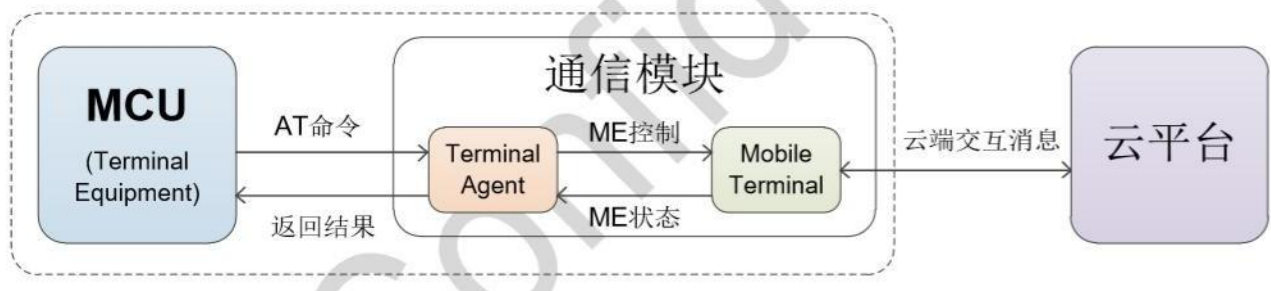 通信模块
MCU
(Terminal
Equipment)
AT命令
返回结果
Terminal
Agent
ME控制
ME状态
Mobile
Terminal
云端交互消息
云平台
Confid